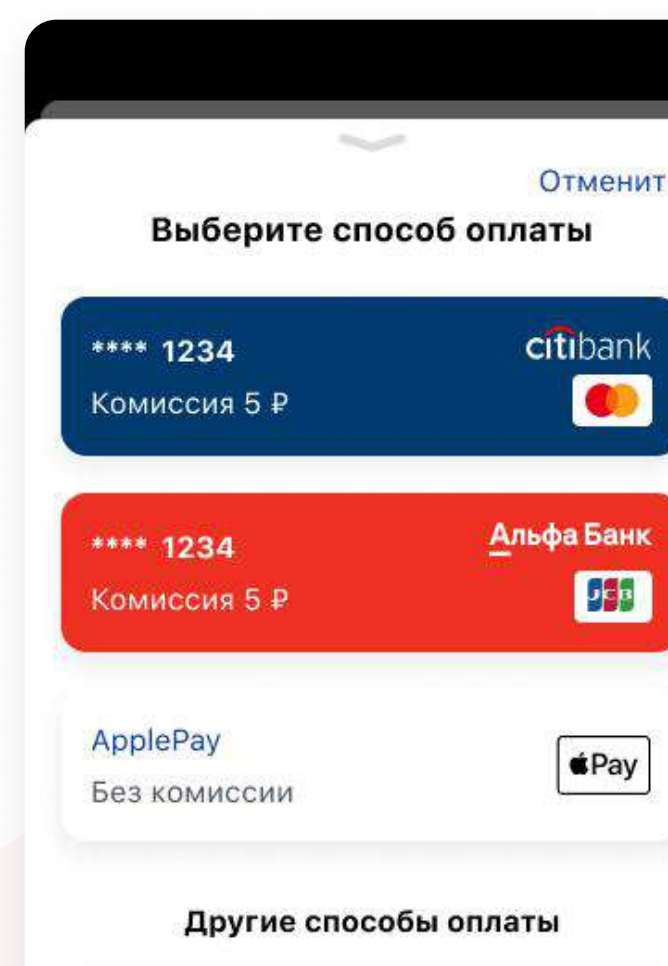 Отменит
Выберите способ оплаты
**** 1234
citibank
Комиссия 5 ₽
**** 1234
Альфа Банк
Комиссия 5 ₽
JCB
ApplePay
Pay
Без комиссии
Другие способы оплаты